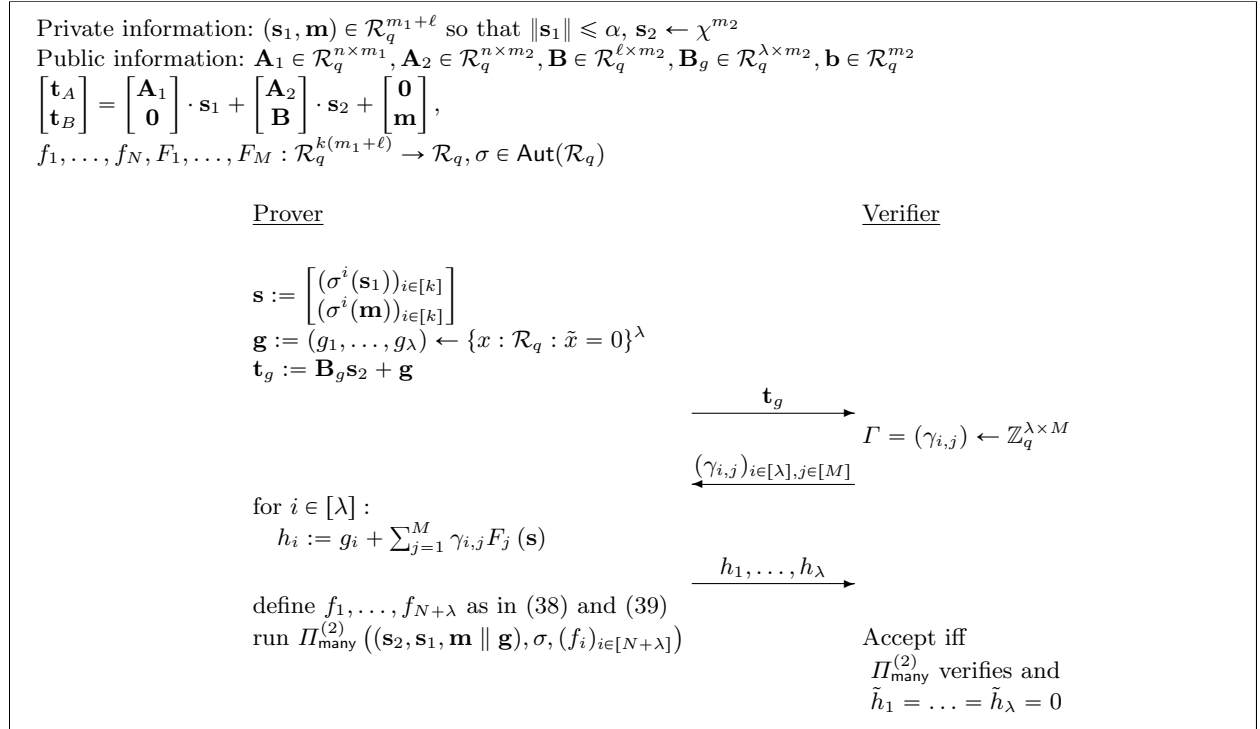 Private information: (s₁, m) ∈ R_q^{m₁+ℓ} so that ‖s₁‖ ⩽ α, s₂ ← χ^{m₂}
Public information: A₁ ∈ R_q^{n×m₁}, A₂ ∈ R_q^{n×m₂}, B ∈ R_q^{ℓ×m₂}, B_g ∈ R_q^{λ×m₂}, b ∈ R_q^{m₂}
[t_A; t_B] = [A₁; 0] · s₁ + [A₂; B] · s₂ + [0; m],
f₁, . . . , f_N, F₁, . . . , F_M : R_q^{k(m₁+ℓ)} → R_q, σ ∈ Aut(R_q)
Prover Verifier
s := [(σ^i(s₁))_{i∈[k]}; (σ^i(m))_{i∈[k]}]
g := (g₁, . . . , g_λ) ← {x : R_q : x̃ = 0}^λ
t_g := B_g s₂ + g
t_g
Γ = (γ_{i,j}) ← ℤ_q^{λ×M}
(γ_{i,j})_{i∈[λ],j∈[M]}
for i ∈ [λ] :
h_i := g_i + ∑_{j=1}^{M} γ_{i,j} F_j (s)
h₁, . . . , h_λ
define f₁, . . . , f_{N+λ} as in (38) and (39)
run Π_many^{(2)} ((s₂, s₁, m ‖ g), σ, (f_i)_{i∈[N+λ]}) Accept iff
Π_many^{(2)} verifies and
h̃₁ = . . . = h̃_λ = 0